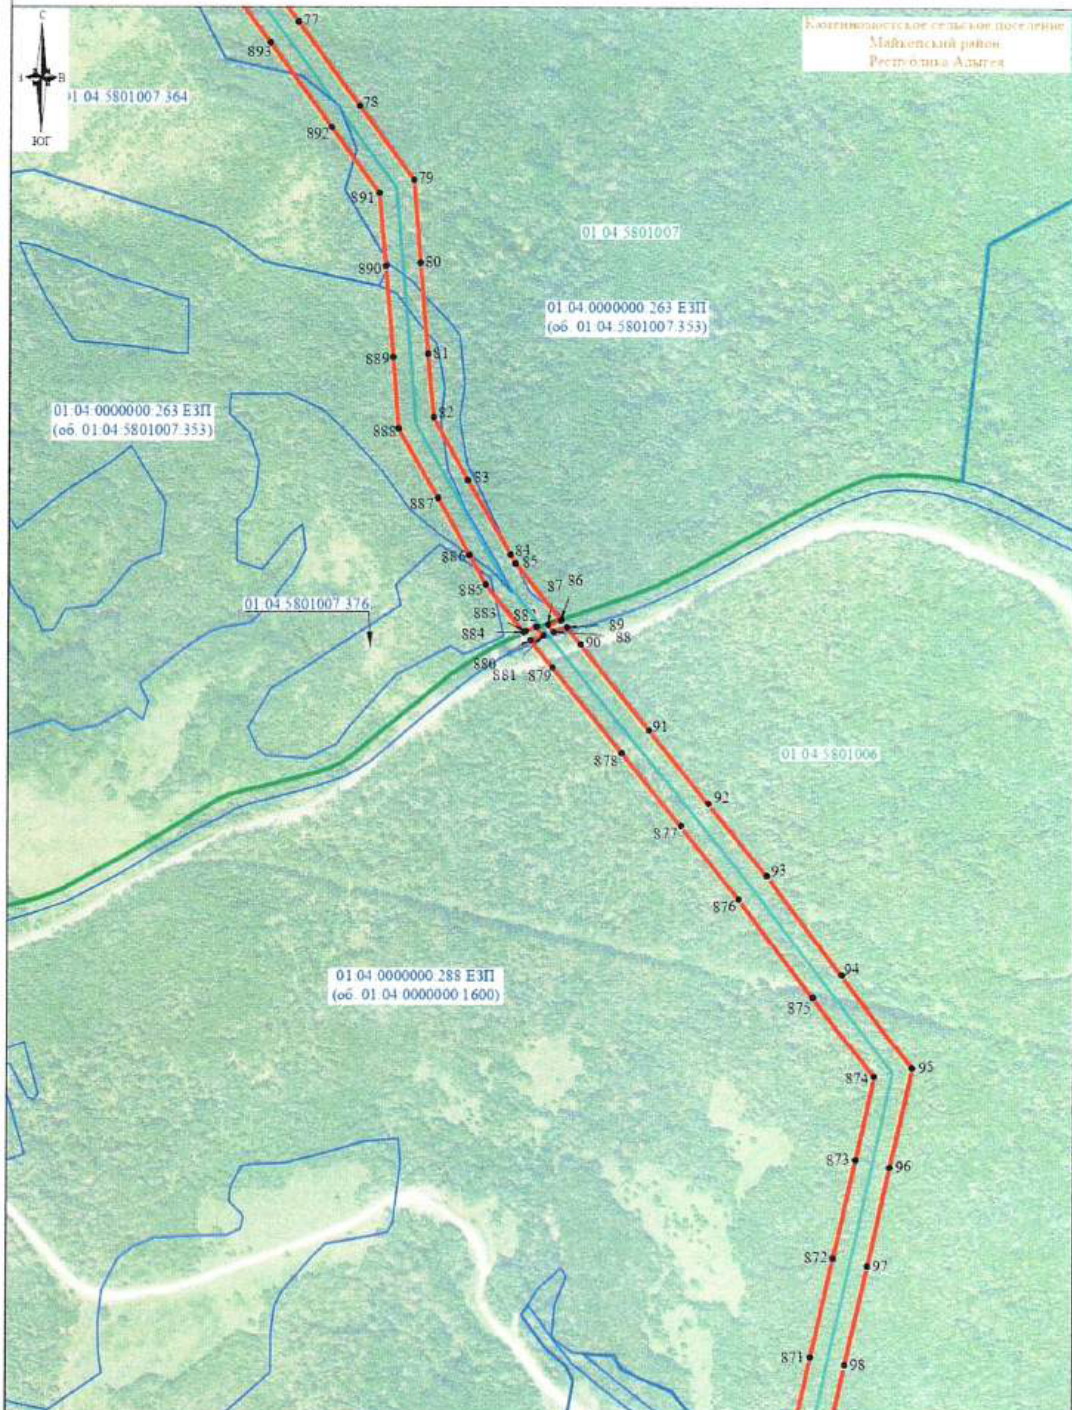 Каменномостское сельское поселение
Майкопский район
Республика Адыгея
С
З
В
ЮГ
77
893
01 04 5801007 364
78
892
79
891
01 04 5801007
890
80
01 04 0000000 263 ЕЗП
(об. 01 04 5801007 353)
889
81
01 04 0000000 263 ЕЗП
(об. 01 04 5801007 353)
888
82
83
887
84
886
85
885
01 04 5801007 376
883
882
87
86
884
89
88
880
881
879
90
91
878
01 04 5801006
92
877
93
876
01 04 0000000 288 ЕЗП
(об. 01 04 0000000 1600)
94
875
95
874
873
96
872
97
871
98